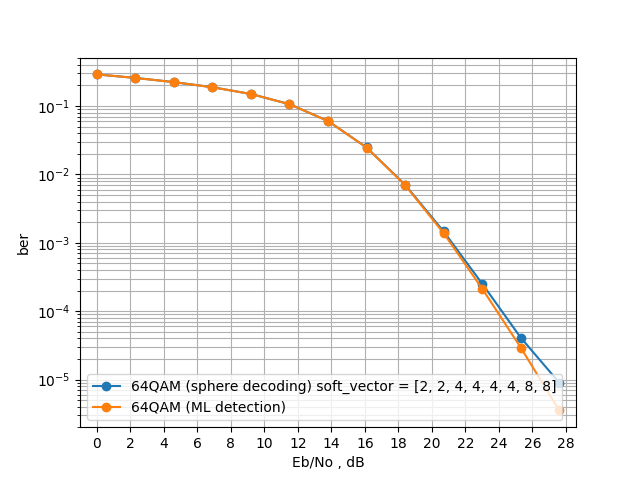 ber
10⁻¹
10⁻²
10⁻³
10⁻⁴
10⁻⁵
64QAM (sphere decoding) soft_vector = [2, 2, 4, 4, 4, 4, 8, 8]
64QAM (ML detection)
0 2 4 6 8 10 12 14 16 18 20 22 24 26 28
Eb/No , dB